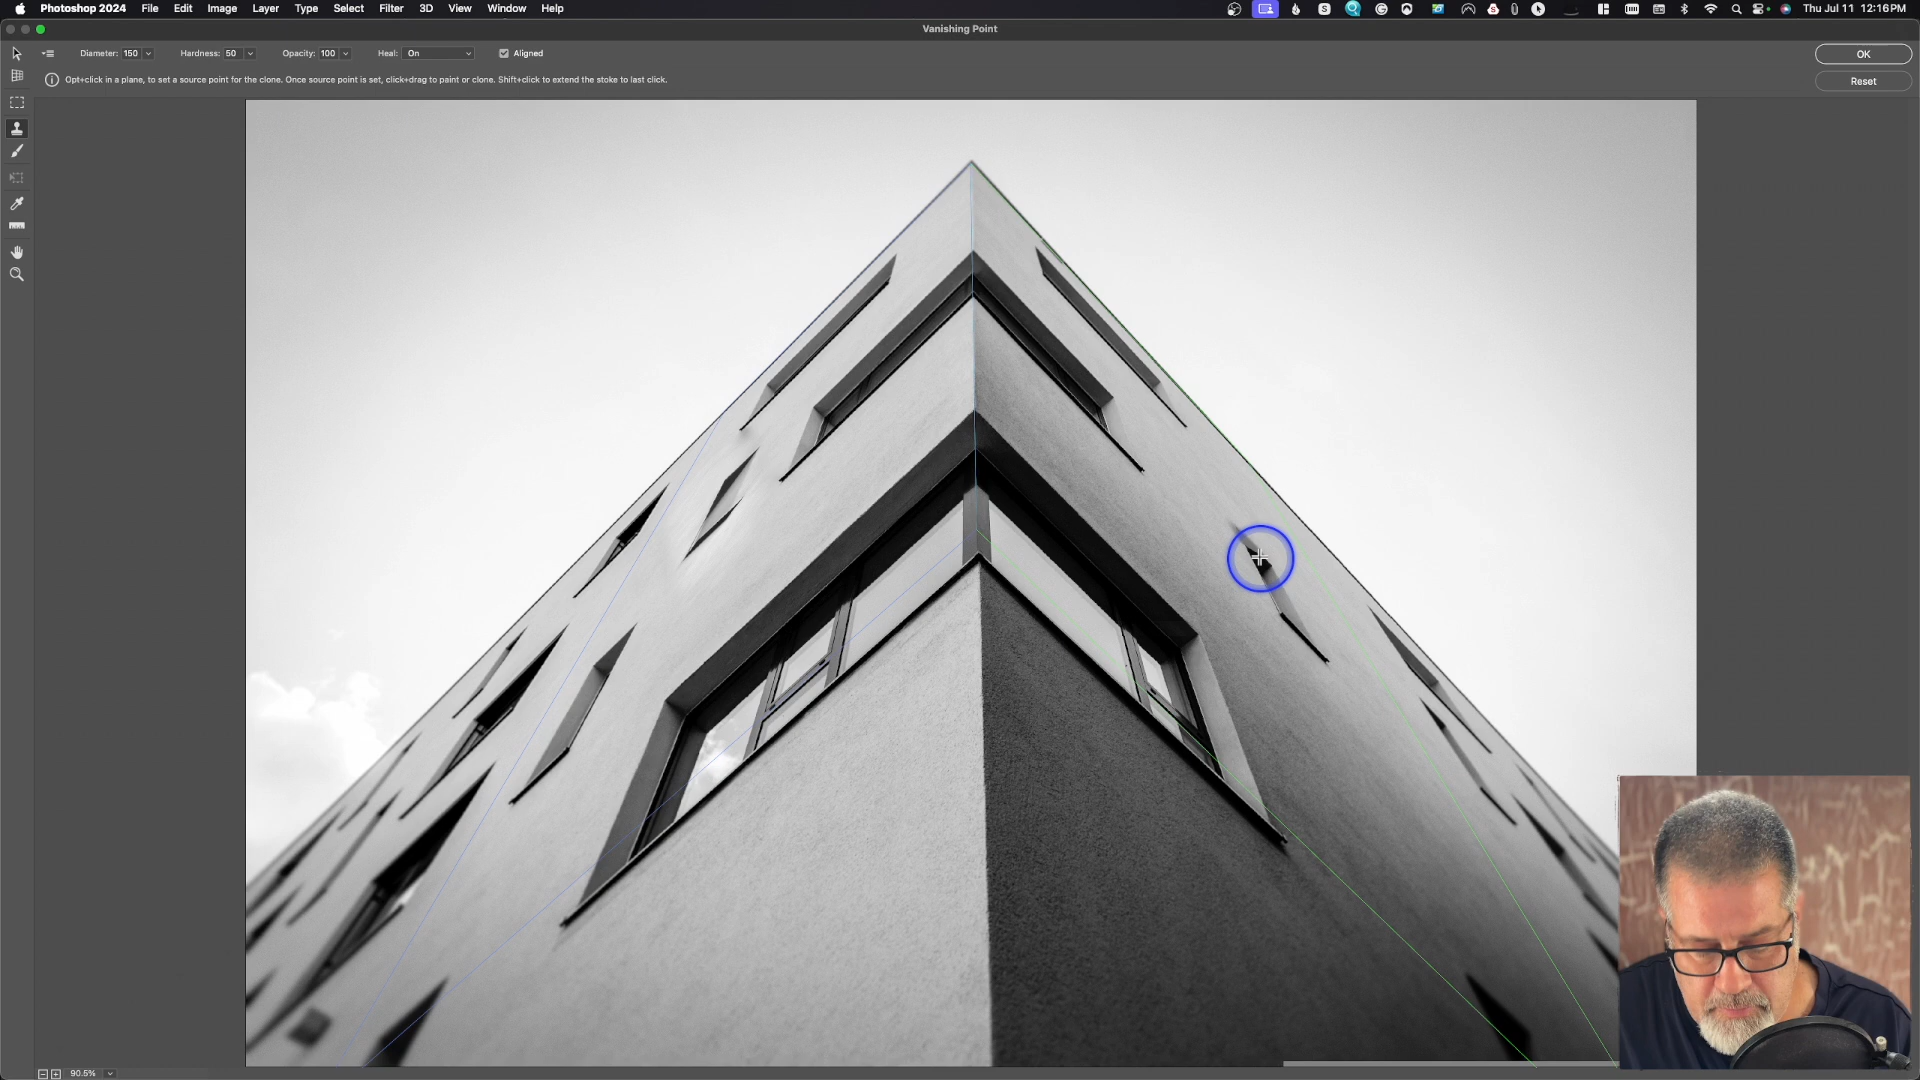 Photoshop 2024 File Edit Image Layer Type Select Filter 3D View Window Help Thu Jul 11 12:16 PM
Vanishing Point
Diameter: 150 Hardness: 50 Opacity: 100 Heal: On Aligned OK
Opt+click in a plane, to set a source point for the clone. Once source point is set, click+drag to paint or clone. Shift+click to extend the stoke to last click. Reset
90.5%